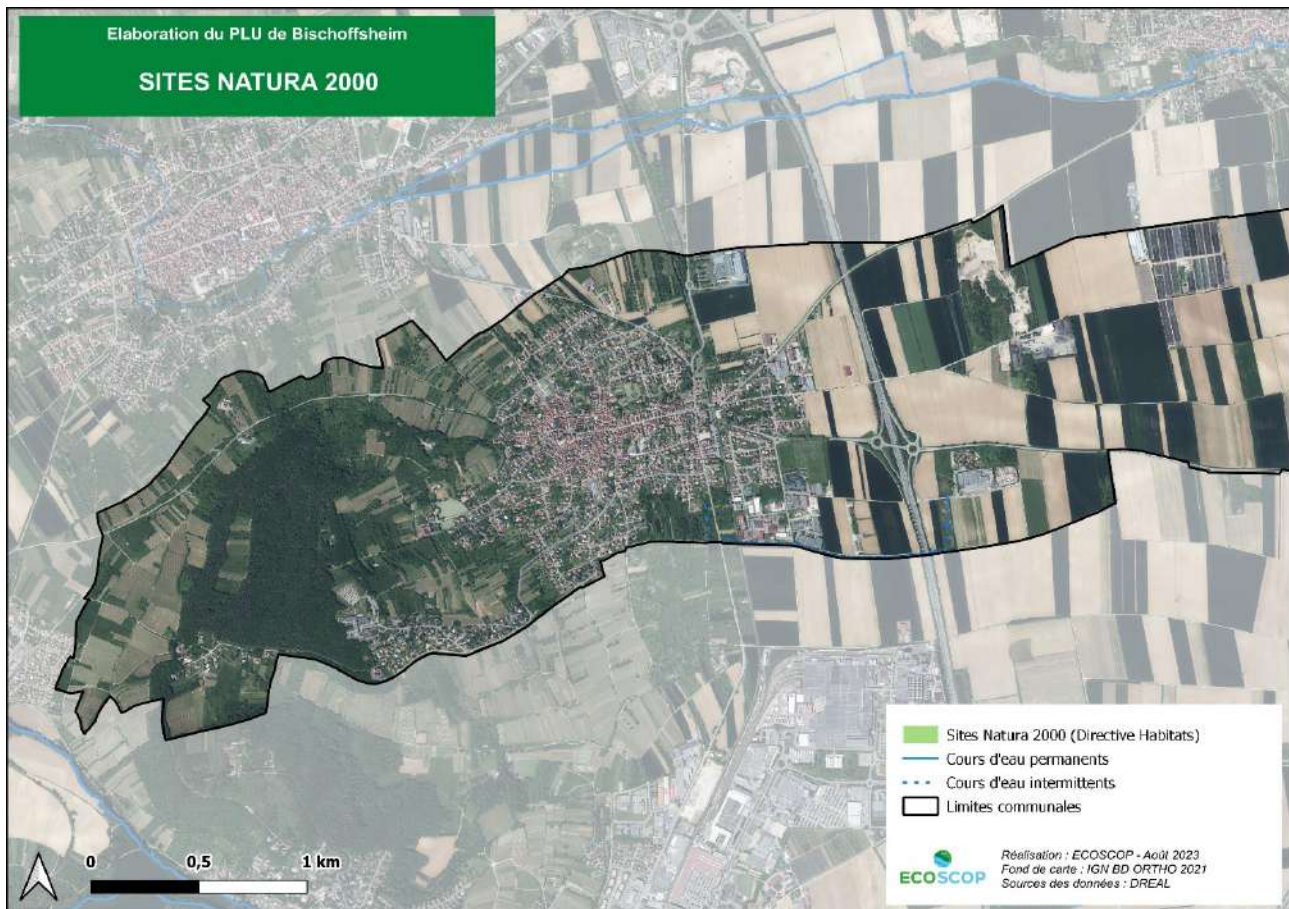 Elaboration du PLU de Bischoffsheim
SITES NATURA 2000
Sites Natura 2000 (Directive Habitats)
Cours d'eau permanents
Cours d'eau intermittents
Limites communales
0 0,5 1 km
ECOSCOP
Réalisation : ECOSCOP - Août 2023
Fond de carte : IGN BD ORTHO 2021
Sources des données : DREAL